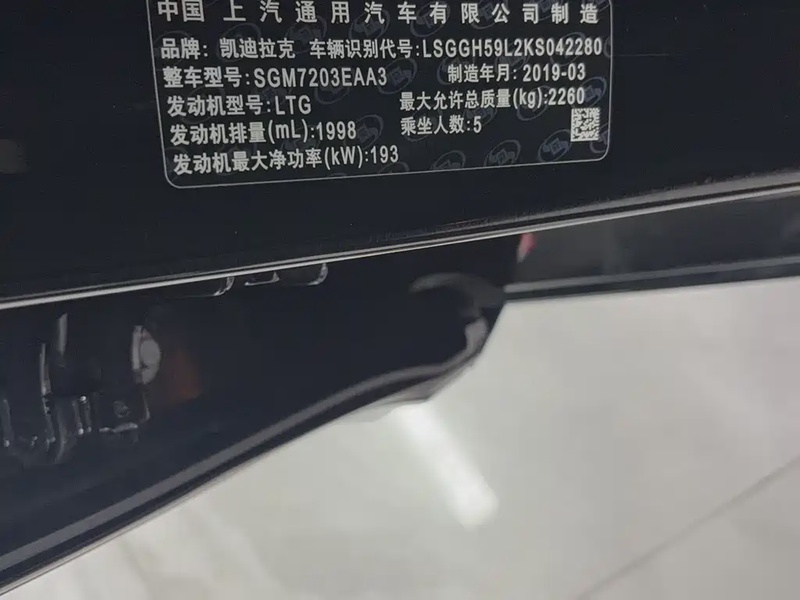 中国上汽通用汽车有限公司制造
品牌: 凯迪拉克 车辆识别代号:LSGGH59L2KS042280
整车型号:SGM7203EAA3 制造年月: 2019-03
发动机型号:LTG 最大允许总质量(kg):2260
发动机排量(mL):1998 乘坐人数:5
发动机最大净功率(kW):193